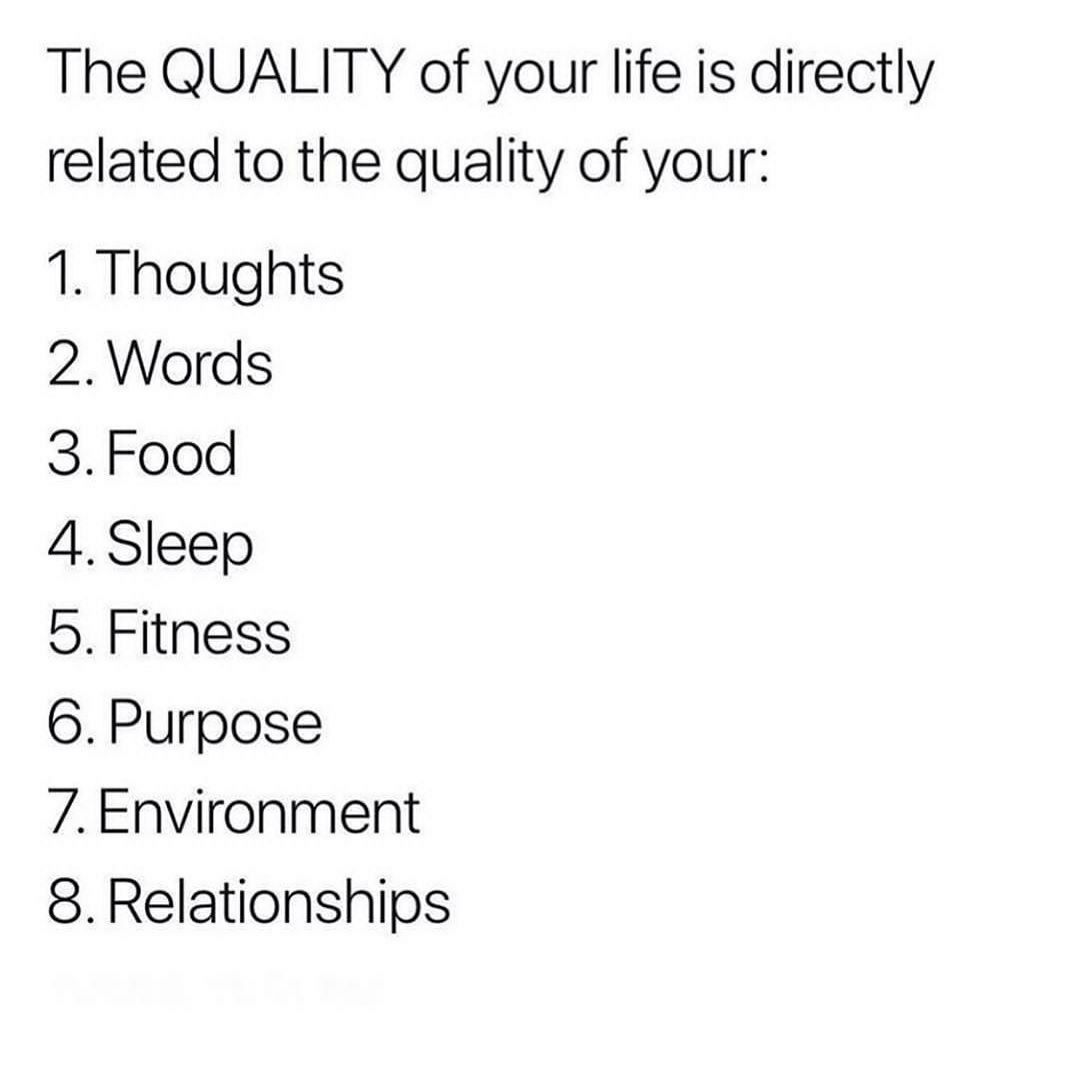 The QUALITY of your life is directly
related to the quality of your:
1. Thoughts
2. Words
3. Food
4. Sleep
5. Fitness
6. Purpose
7. Environment
8. Relationships